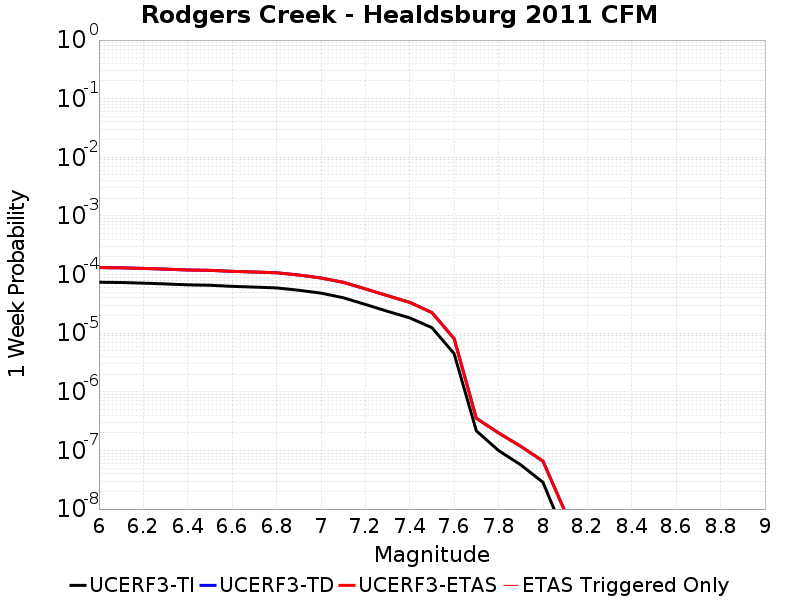 Rodgers Creek - Healdsburg 2011 CFM
1 Week Probability
10^0
10^-1
10^-2
10^-3
10^-4
10^-5
10^-6
10^-7
10^-8
6 6.2 6.4 6.6 6.8 7 7.2 7.4 7.6 7.8 8 8.2 8.4 8.6 8.8 9
Magnitude
UCERF3-TI UCERF3-TD UCERF3-ETAS ETAS Triggered Only